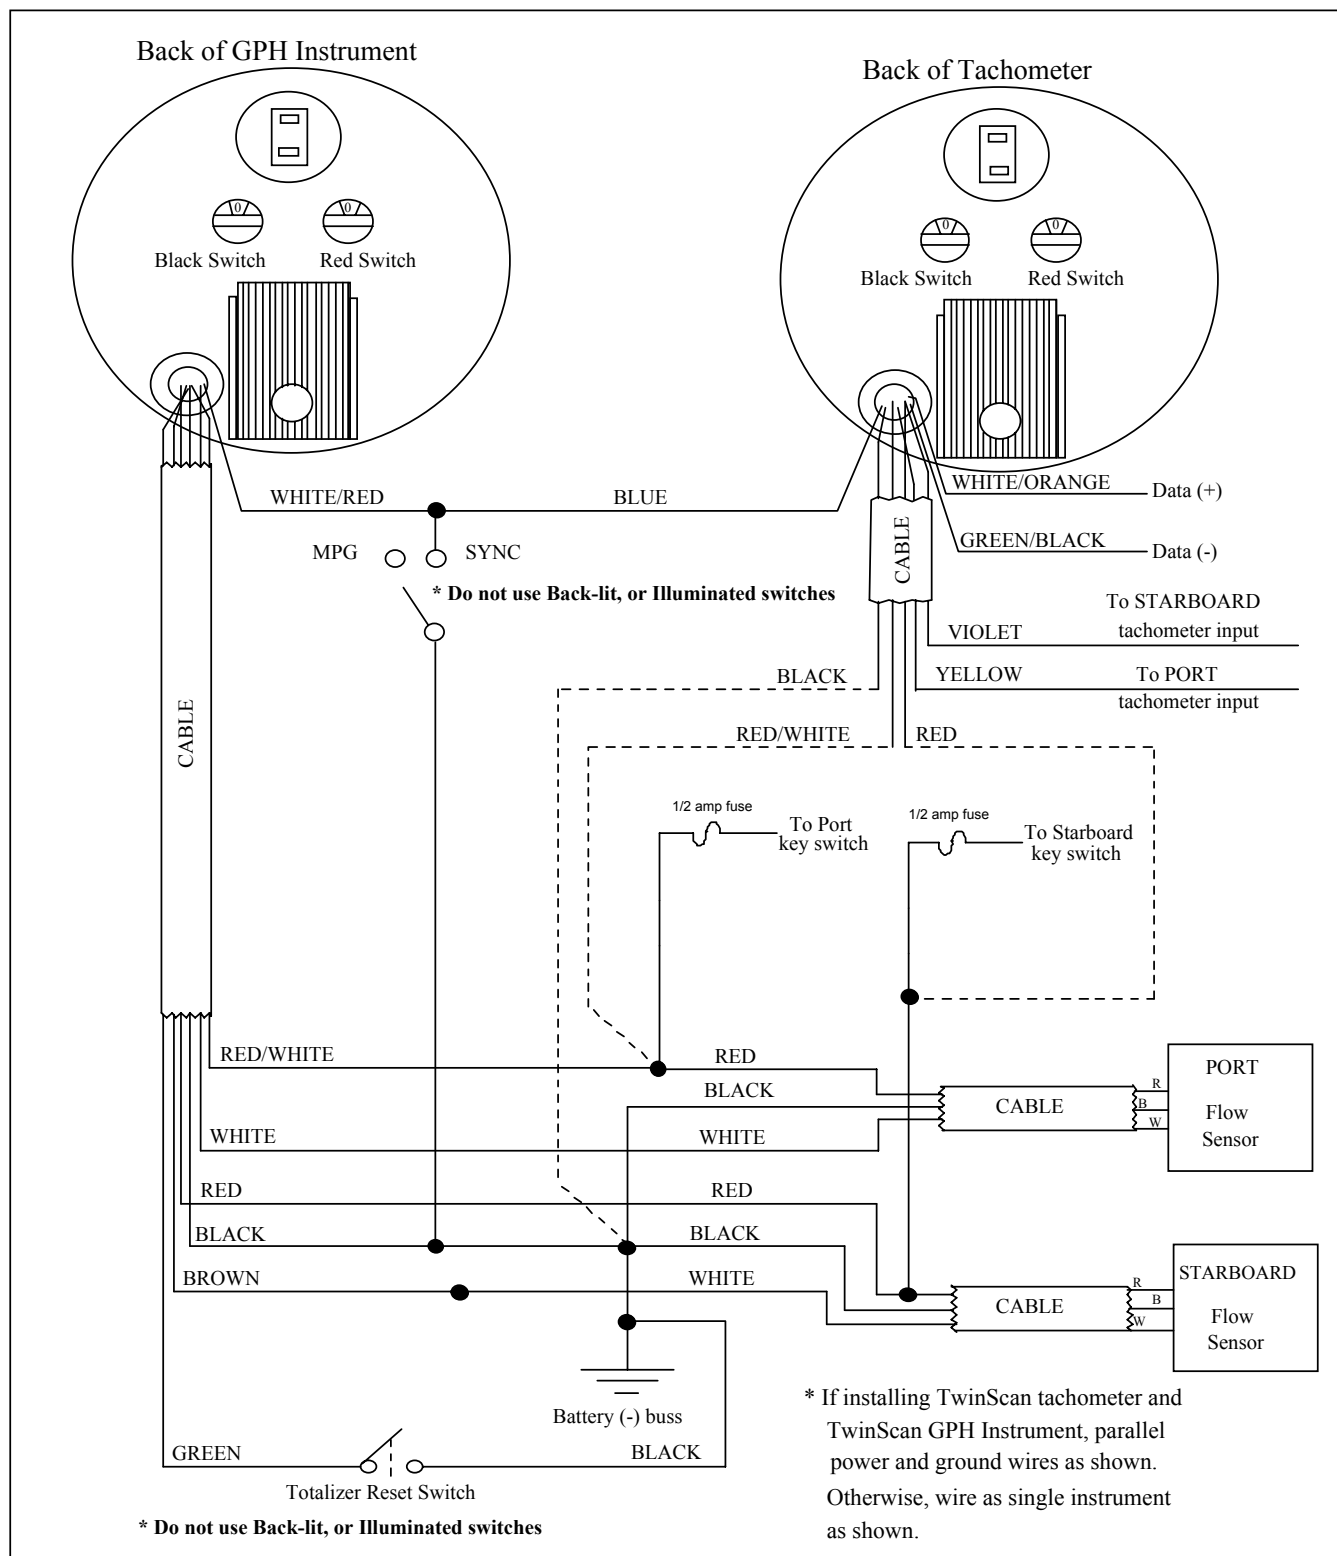 Back of GPH Instrument
Back of Tachometer
0
0
Black Switch
Red Switch
0
0
Black Switch
Red Switch
WHITE/RED
BLUE
WHITE/ORANGE
Data (+)
GREEN/BLACK
Data (-)
MPG
SYNC
* Do not use Back-lit, or Illuminated switches
CABLE
To STARBOARD
tachometer input
VIOLET
BLACK
YELLOW
To PORT
tachometer input
RED/WHITE
RED
CABLE
1/2 amp fuse
To Port
key switch
1/2 amp fuse
To Starboard
key switch
RED/WHITE
RED
BLACK
CABLE
R
B
W
PORT
Flow
Sensor
WHITE
WHITE
RED
RED
BLACK
BLACK
BROWN
WHITE
CABLE
R
B
W
STARBOARD
Flow
Sensor
Battery (-) buss
GREEN
BLACK
Totalizer Reset Switch
* Do not use Back-lit, or Illuminated switches
* If installing TwinScan tachometer and
TwinScan GPH Instrument, parallel
power and ground wires as shown.
Otherwise, wire as single instrument
as shown.